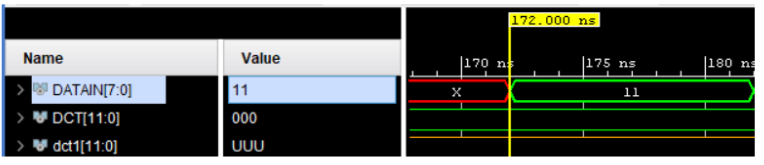 172.000 ns
Name Value 170 ns 175 ns 180 ns
DATAIN[7:0] 11 X 11
DCT[11:0] 000
dct1[11:0] UUU